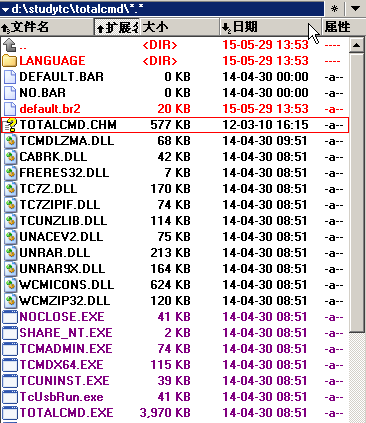 d:\studytc\totalcmd\*.* * ▼
文件名 扩展名 大小 日期 属性
.. <DIR> 15-05-29 13:53 ----
LANGUAGE <DIR> 15-05-29 13:53 ----
DEFAULT.BAR 0 KB 14-04-30 00:00 -a--
NO.BAR 0 KB 14-04-30 00:00 -a--
default.br2 20 KB 15-05-29 13:53 -a--
TOTALCMD.CHM 577 KB 12-03-10 16:15 -a--
TCMDLZMA.DLL 68 KB 14-04-30 09:51 -a--
CABRK.DLL 42 KB 14-04-30 08:51 -a--
FRERES32.DLL 7 KB 14-04-30 08:51 -a--
TC7Z.DLL 170 KB 14-04-30 08:51 -a--
TC7ZIPIF.DLL 74 KB 14-04-30 08:51 -a--
TCUNZLIB.DLL 114 KB 14-04-30 08:51 -a--
UNACEV2.DLL 75 KB 14-04-30 08:51 -a--
UNRAR.DLL 213 KB 14-04-30 08:51 -a--
UNRAR9X.DLL 164 KB 14-04-30 08:51 -a--
WCMICONS.DLL 624 KB 14-04-30 08:51 -a--
WCMZIP32.DLL 120 KB 14-04-30 08:51 -a--
NOCLOSE.EXE 41 KB 14-04-30 08:51 -a--
SHARE_NT.EXE 2 KB 14-04-30 08:51 -a--
TCMADMIN.EXE 74 KB 14-04-30 08:51 -a--
TCMDX64.EXE 115 KB 14-04-30 08:51 -a--
TCUNINST.EXE 39 KB 14-04-30 08:51 -a--
TcUsbRun.exe 41 KB 14-04-30 08:51 -a--
TOTALCMD.EXE 3,970 KB 14-04-30 08:51 -a--